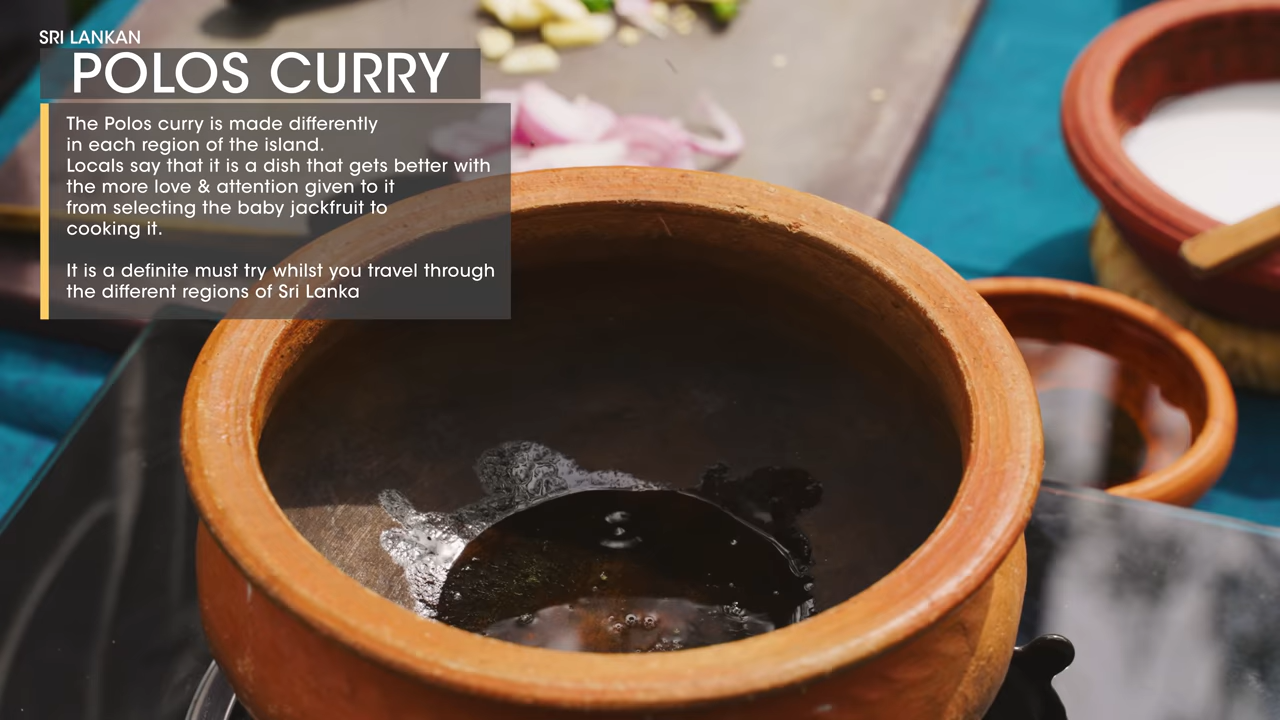 SRI LANKAN
POLOS CURRY
The Polos curry is made differently
in each region of the island.
Locals say that it is a dish that gets better with
the more love & attention given to it
from selecting the baby jackfruit to
cooking it.
It is a definite must try whilst you travel through
the different regions of Sri Lanka